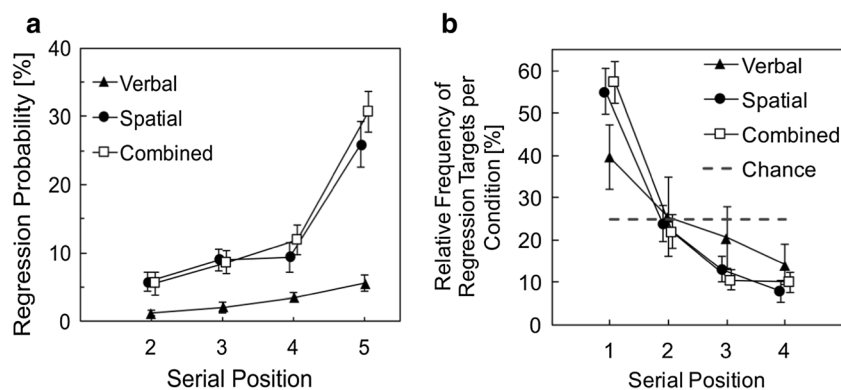 a
Regression Probability [%]
40
30
20
10
0
Verbal
Spatial
Combined
2 3 4 5
Serial Position
b
Relative Frequency of
Regression Targets per
Condition [%]
60
50
40
30
20
10
0
Verbal
Spatial
Combined
Chance
1 2 3 4
Serial Position